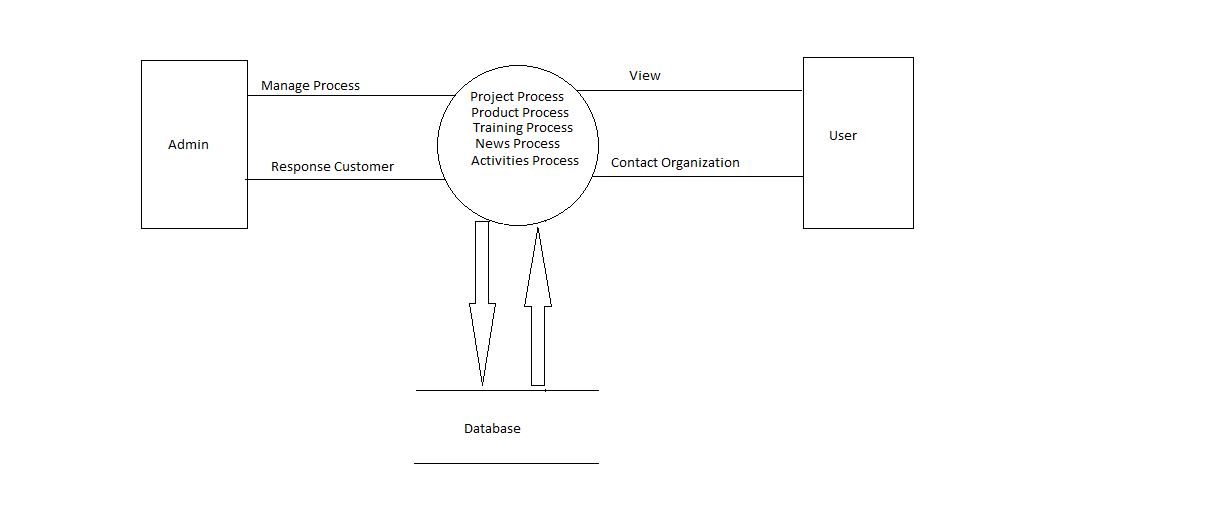 Admin
Manage Process
Response Customer
Project Process
Product Process
Training Process
News Process
Activities Process
View
Contact Organization
User
Database